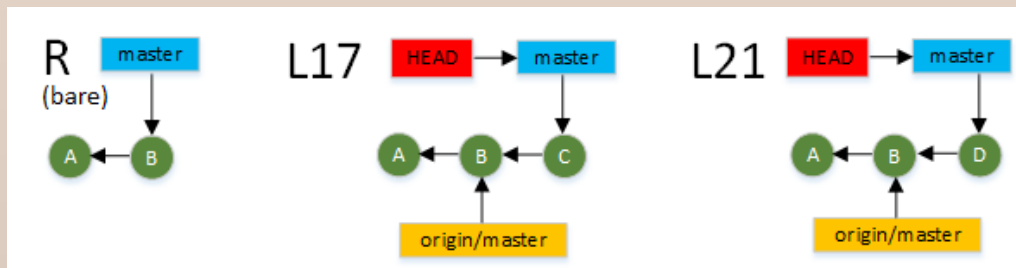 R
(bare)
master
A
B
L17
HEAD
master
A
B
C
origin/master
L21
HEAD
master
A
B
D
origin/master